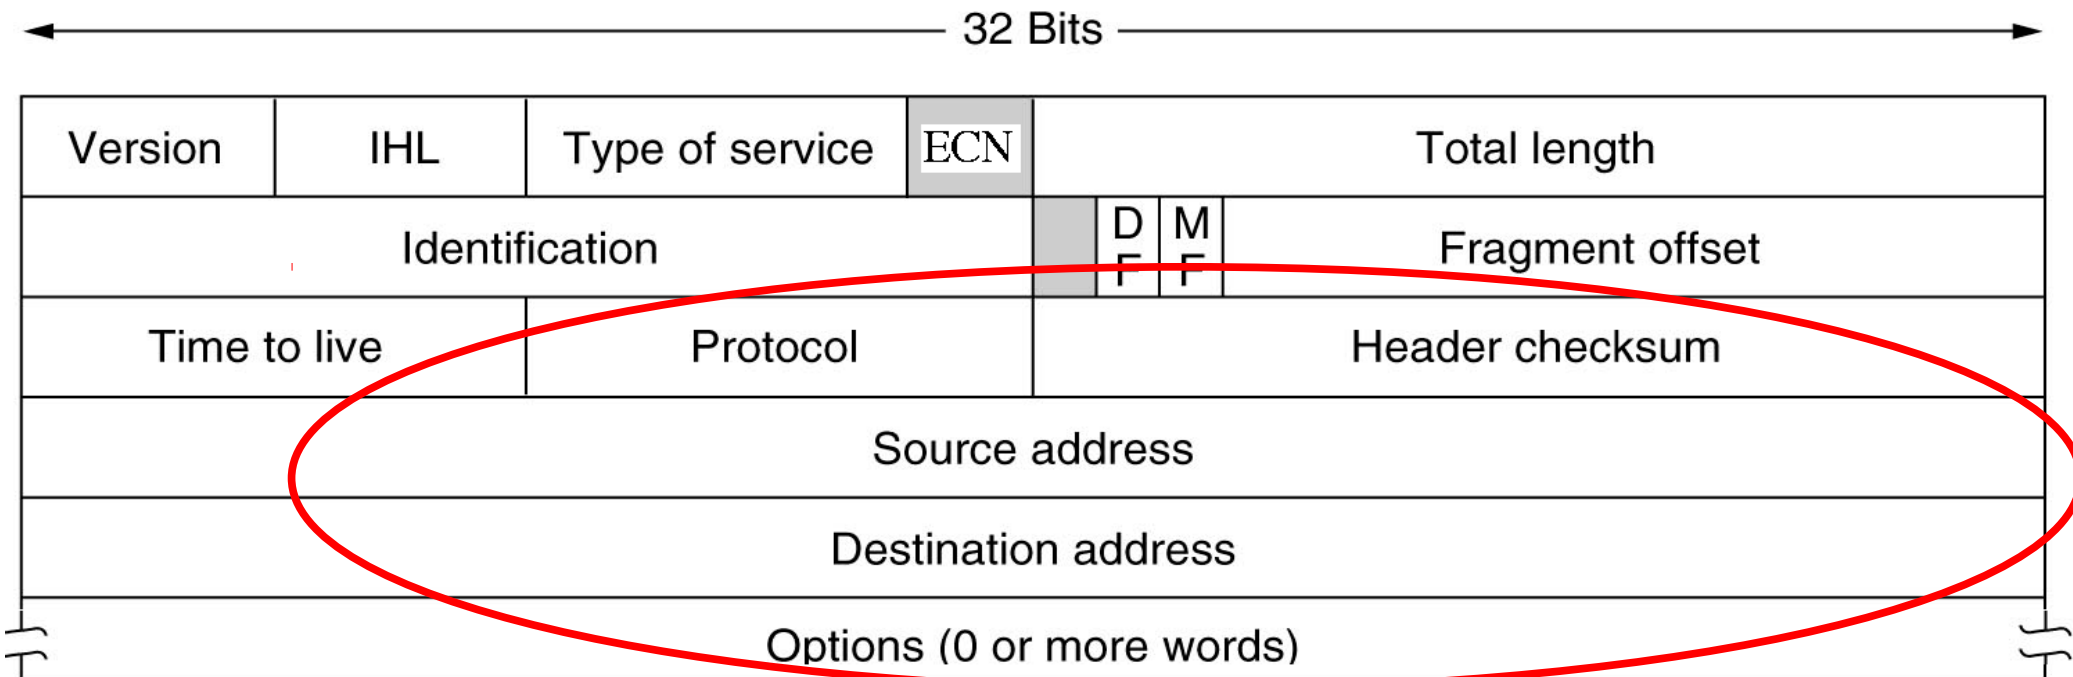 32 Bits
Version IHL Type of service ECN Total length
Identification D F M F Fragment offset
Time to live Protocol Header checksum
Source address
Destination address
Options (0 or more words)